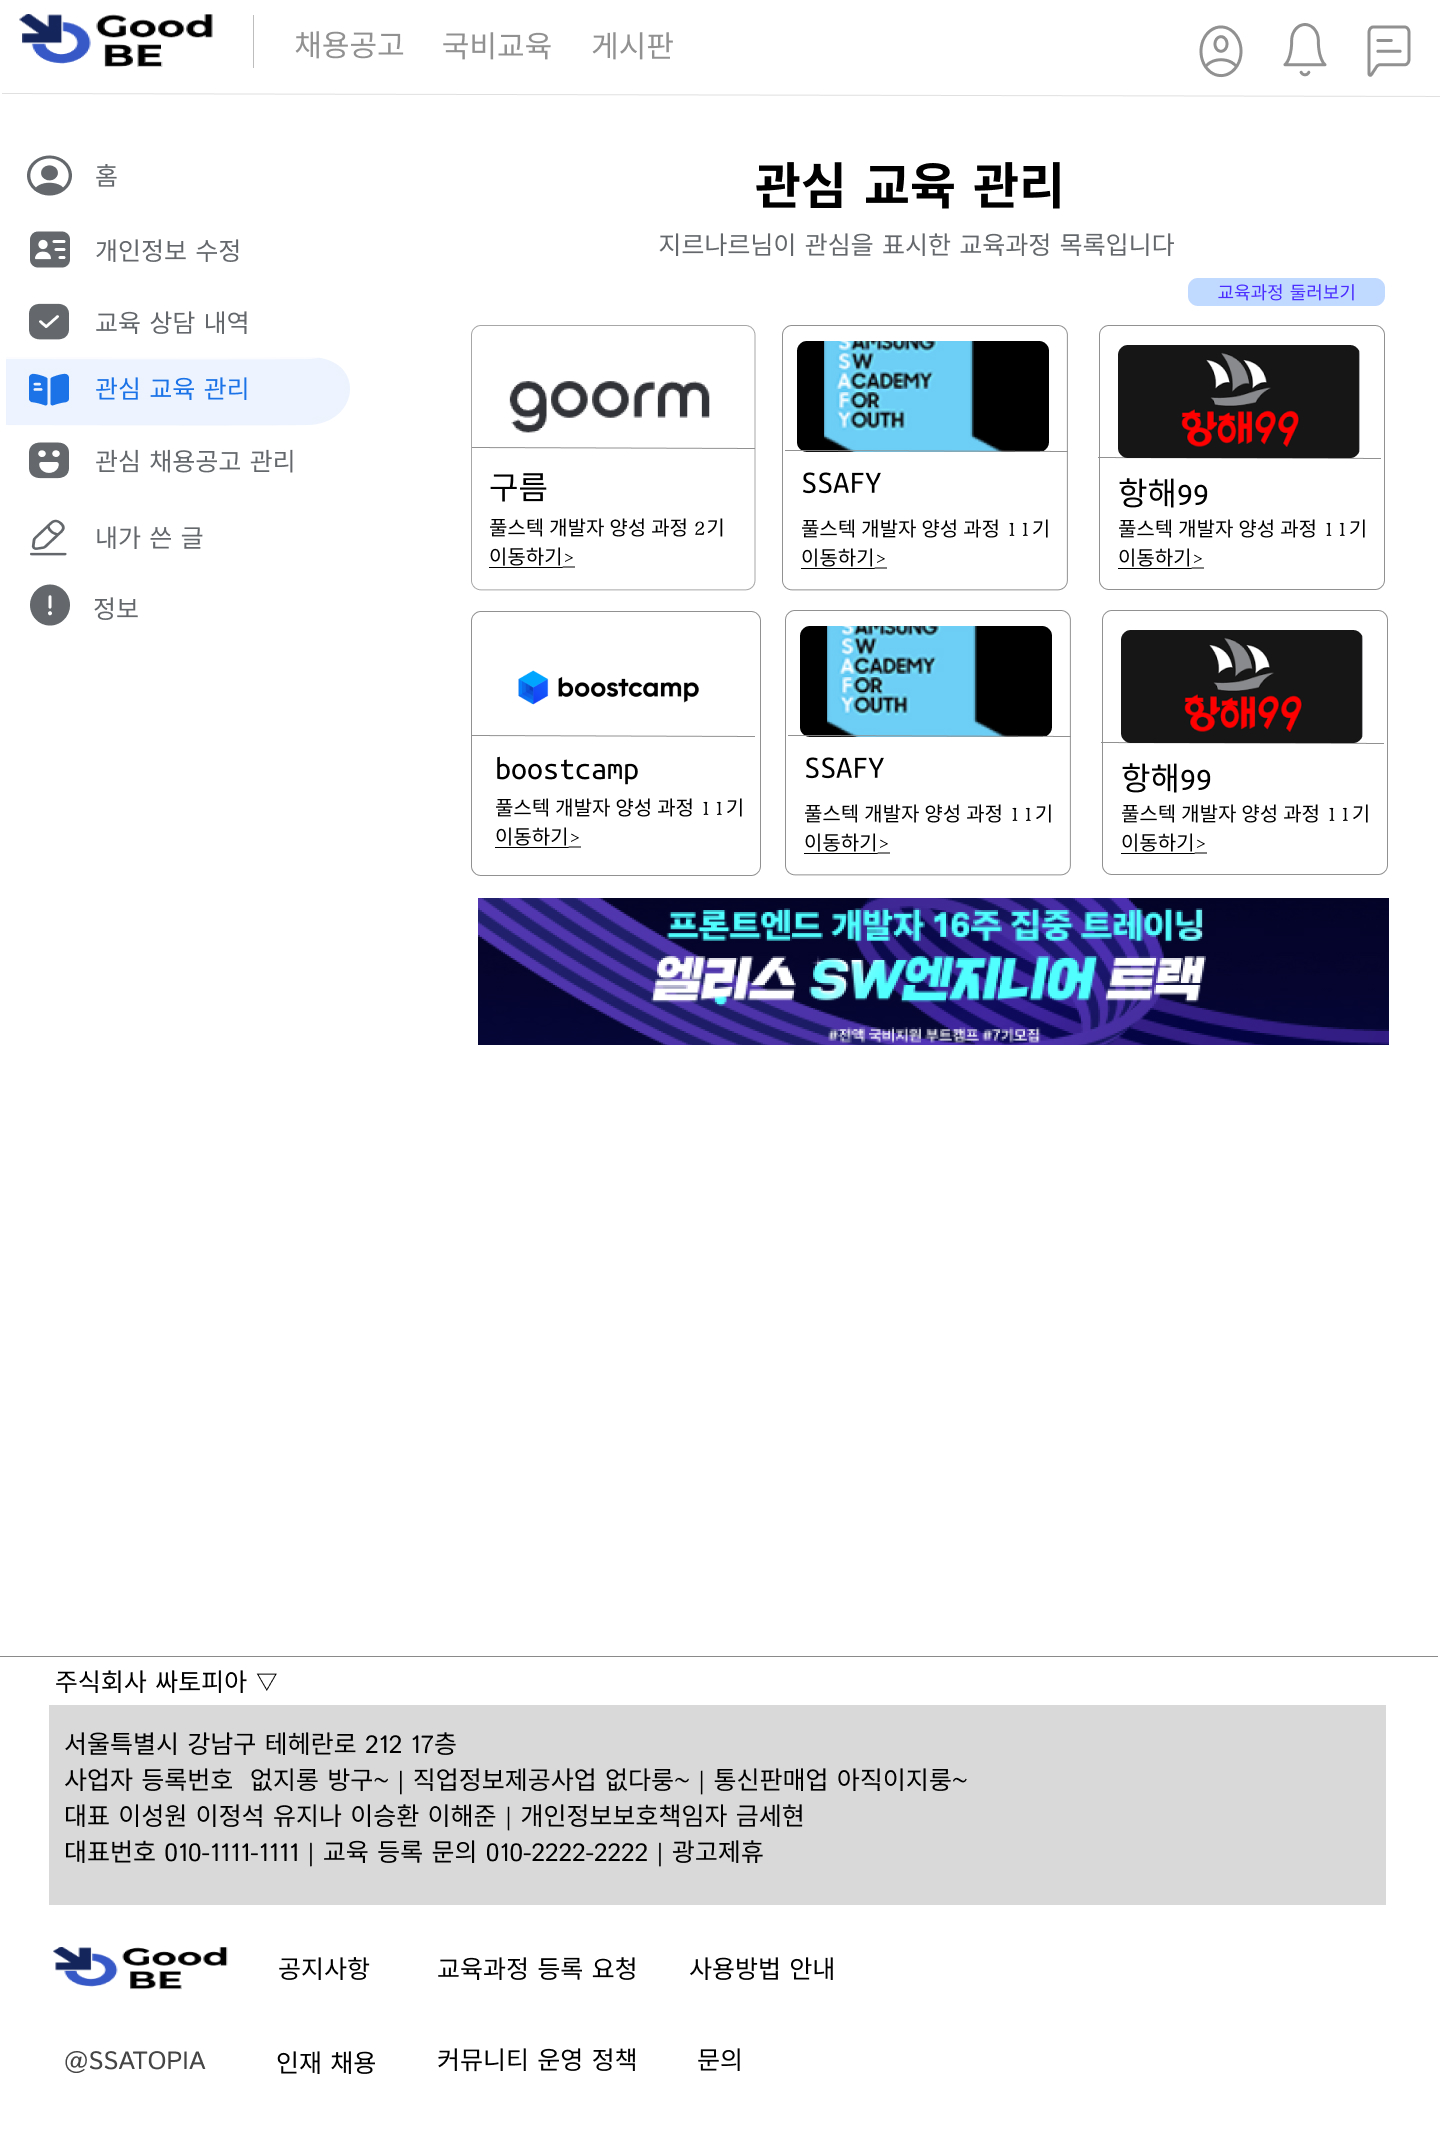 Good
BE
채용공고 국비교육 게시판
홈
개인정보 수정
교육 상담 내역
관심 교육 관리
관심 채용공고 관리
내가 쓴 글
정보
관심 교육 관리
지르나르님이 관심을 표시한 교육과정 목록입니다
교육과정 둘러보기
goorm
구름
풀스텍 개발자 양성 과정 2기
이동하기>
SAMSUNG
SW
ACADEMY
FOR
YOUTH
SSAFY
풀스텍 개발자 양성 과정 11기
이동하기>
항해99
항해99
풀스텍 개발자 양성 과정 11기
이동하기>
boostcamp
boostcamp
풀스텍 개발자 양성 과정 11기
이동하기>
SAMSUNG
SW
ACADEMY
FOR
YOUTH
SSAFY
풀스텍 개발자 양성 과정 11기
이동하기>
항해99
항해99
풀스텍 개발자 양성 과정 11기
이동하기>
프론트엔드 개발자 16주 집중 트레이닝
엘리스 SW엔지니어 트랙
#전액 국비지원 부트캠프 #7기모집
주식회사 싸토피아 ▽
서울특별시 강남구 테헤란로 212 17층
사업자 등록번호 없지롱 방구~ | 직업정보제공사업 없다룽~ | 통신판매업 아직이지룽~
대표 이성원 이정석 유지나 이승환 이해준 | 개인정보보호책임자 금세현
대표번호 010-1111-1111 | 교육 등록 문의 010-2222-2222 | 광고제휴
Good
BE
공지사항 교육과정 등록 요청 사용방법 안내
@SSATOPIA 인재 채용 커뮤니티 운영 정책 문의